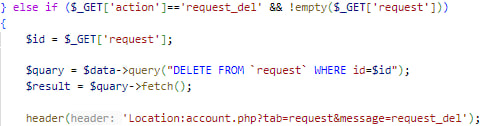 } else if ($_GET['action']=='request_del' && !empty($_GET['request']))
{
$id = $_GET['request'];
$quary = $data->query("DELETE FROM `request` WHERE id=$id");
$result = $quary->fetch();
header( header: 'Location:account.php?tab=request&message=request_del');